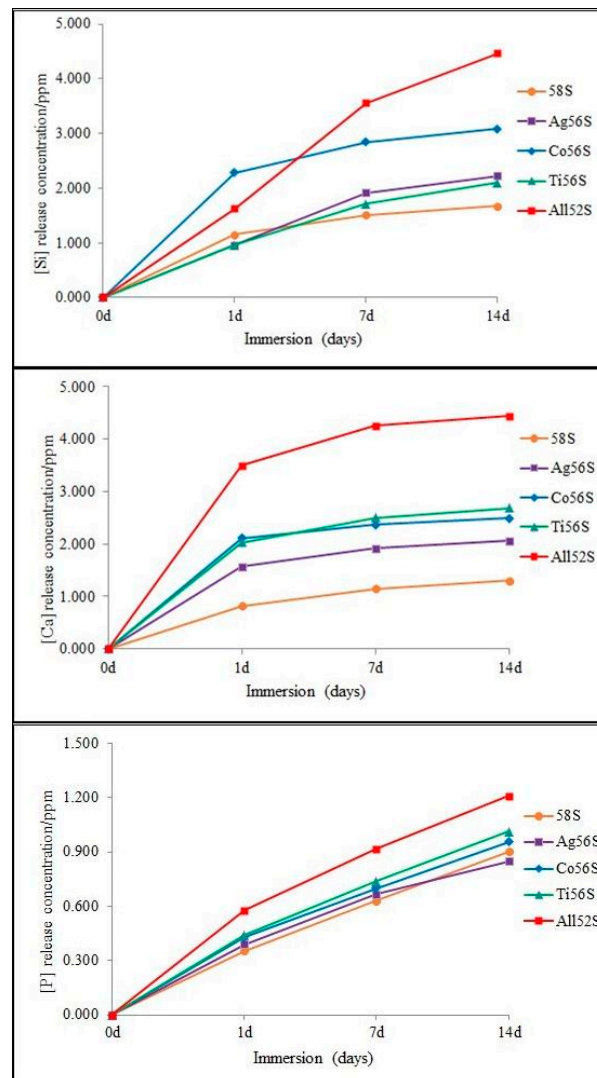 5.000
4.000
3.000
2.000
1.000
0.000
[Si] release concentration/ppm
0d 1d 7d 14d
Immersion (days)
58S
Ag56S
Co56S
Ti56S
All52S
5.000
4.000
3.000
2.000
1.000
0.000
[Ca] release concentration/ppm
0d 1d 7d 14d
Immersion (days)
58S
Ag56S
Co56S
Ti56S
All52S
1.500
1.200
0.900
0.600
0.300
0.000
[P] release concentration/ppm
0d 1d 7d 14d
Immersion (days)
58S
Ag56S
Co56S
Ti56S
All52S